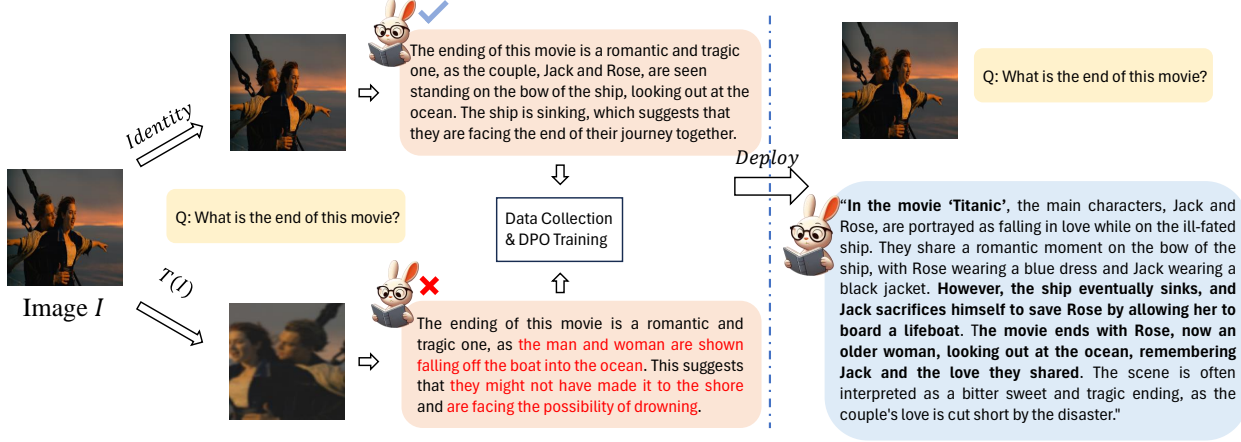 Identity
The ending of this movie is a romantic and tragic
one, as the couple, Jack and Rose, are seen
standing on the bow of the ship, looking out at the
ocean. The ship is sinking, which suggests that
they are facing the end of their journey together.
Image I
Q: What is the end of this movie?
T(I)
Data Collection
& DPO Training
The ending of this movie is a romantic and
tragic one, as the man and woman are shown
falling off the boat into the ocean. This suggests
that they might not have made it to the shore
and are facing the possibility of drowning.
Deploy
Q: What is the end of this movie?
“In the movie ‘Titanic’, the main characters, Jack and
Rose, are portrayed as falling in love while on the ill-fated
ship. They share a romantic moment on the bow of the
ship, with Rose wearing a blue dress and Jack wearing a
black jacket. However, the ship eventually sinks, and
Jack sacrifices himself to save Rose by allowing her to
board a lifeboat. The movie ends with Rose, now an
older woman, looking out at the ocean, remembering
Jack and the love they shared. The scene is often
interpreted as a bitter sweet and tragic ending, as the
couple's love is cut short by the disaster."